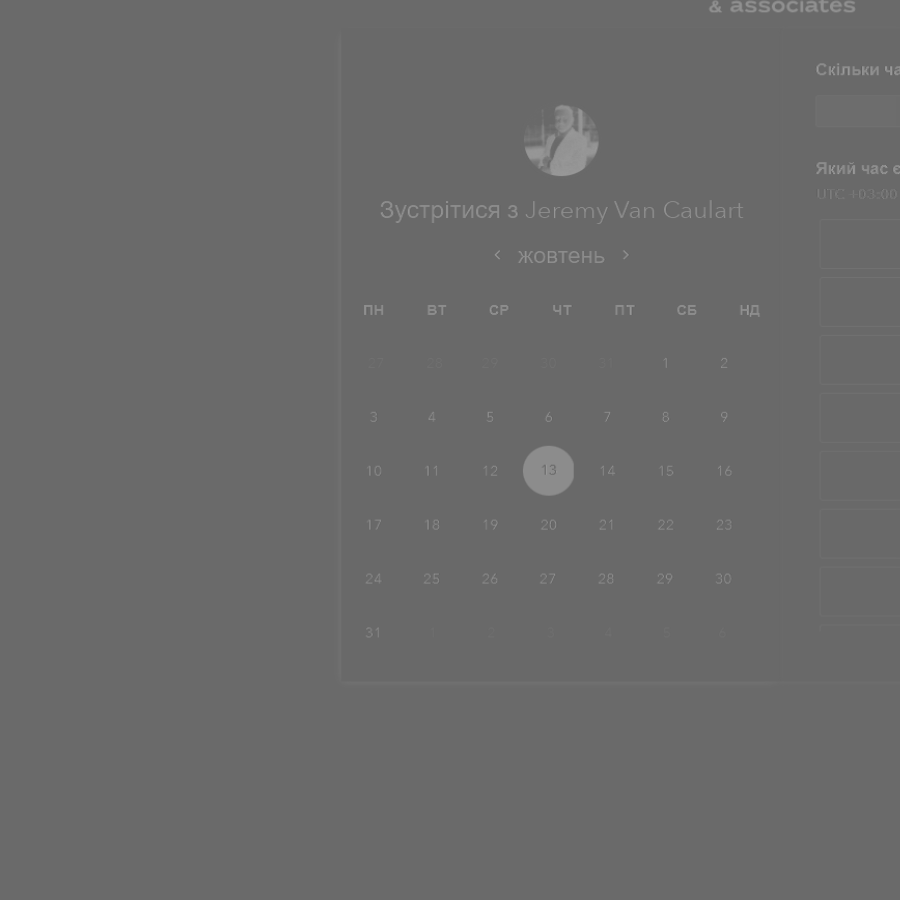 & associates
Зустрітися з Jeremy Van Caulart
‹ жовтень ›
ПН ВТ СР ЧТ ПТ СБ НД
27 28 29 30 31 1 2
3 4 5 6 7 8 9
10 11 12 13 14 15 16
17 18 19 20 21 22 23
24 25 26 27 28 29 30
31 1 2 3 4 5 6
Скільки ча
Який час є
UTC +03:00